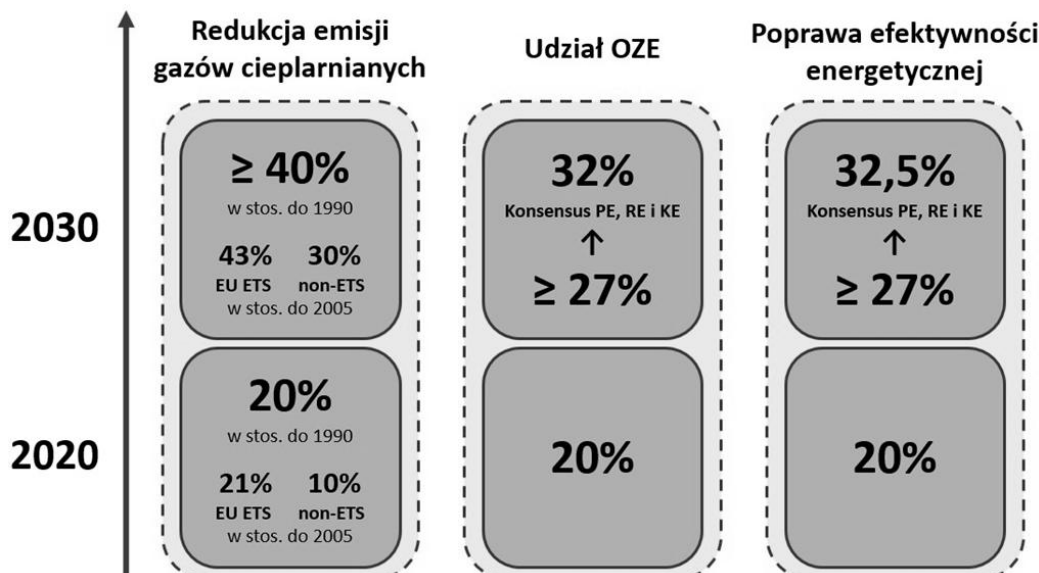 Redukcja emisji
gazów cieplarnianych
Udział OZE
Poprawa efektywności
energetycznej
2030
≥ 40%
w stos. do 1990
43% 30%
EU ETS non-ETS
w stos. do 2005
32%
Konsensus PE, RE i KE
↑
≥ 27%
32,5%
Konsensus PE, RE i KE
↑
≥ 27%
2020
20%
w stos. do 1990
21% 10%
EU ETS non-ETS
w stos. do 2005
20%
20%